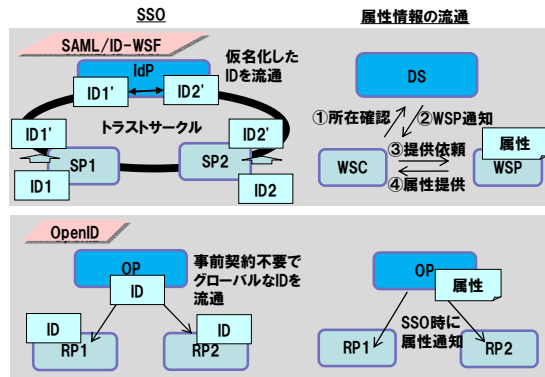 SSO
属性情報の流通
SAML/ID-WSF
IdP
仮名化した
IDを流通
ID1'
ID2'
DS
トラストサークル
①所在確認
②WSP通知
ID1'
ID2'
SP1
SP2
ID1
ID2
③提供依頼
④属性提供
WSC
WSP
属性
OpenID
OP
ID
事前契約不要で
グローバルなIDを
流通
ID
ID
RP1
RP2
OP
属性
SSO時に
属性通知
RP1
RP2